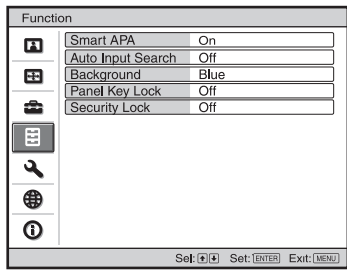 Function
Smart APA On
Auto Input Search Off
Background Blue
Panel Key Lock Off
Security Lock Off
Sel: Set: ENTER Exit: MENU